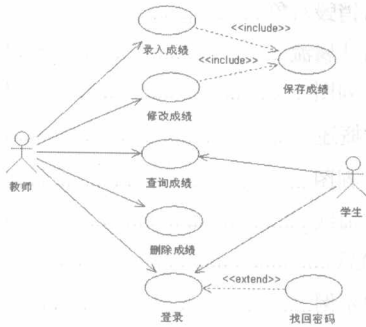 录入成绩
<<include>>
<<include>>
保存成绩
修改成绩
教师
查询成绩
学生
删除成绩
<<extend>>
登录
找回密码